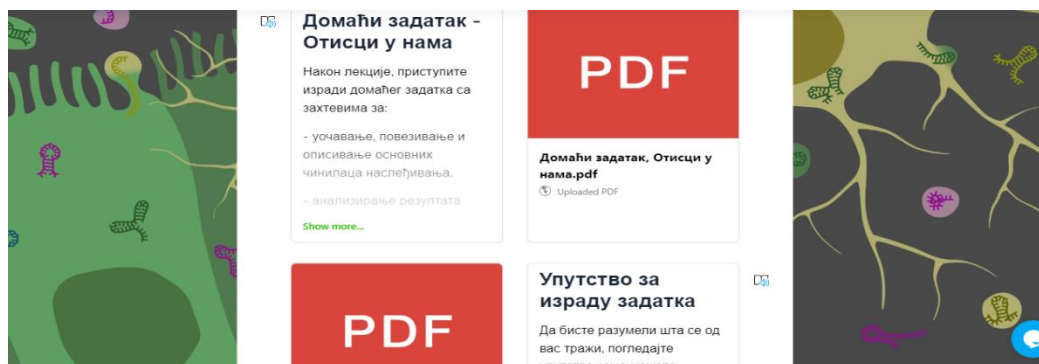 Домаћи задатак -
Отисци у нама
Након лекције, приступите
изради домаћег задатка са
захтевима за:
- уочавање, повезивање и
описивање основних
чинилаца наслеђивања.
- анализирање резултата
Show more...
PDF
Домаћи задатак, Отисци у
нама.pdf
Uploaded PDF
PDF
Упутство за
израду задатка
Да бисте разумели шта се од
вас тражи, погледајте